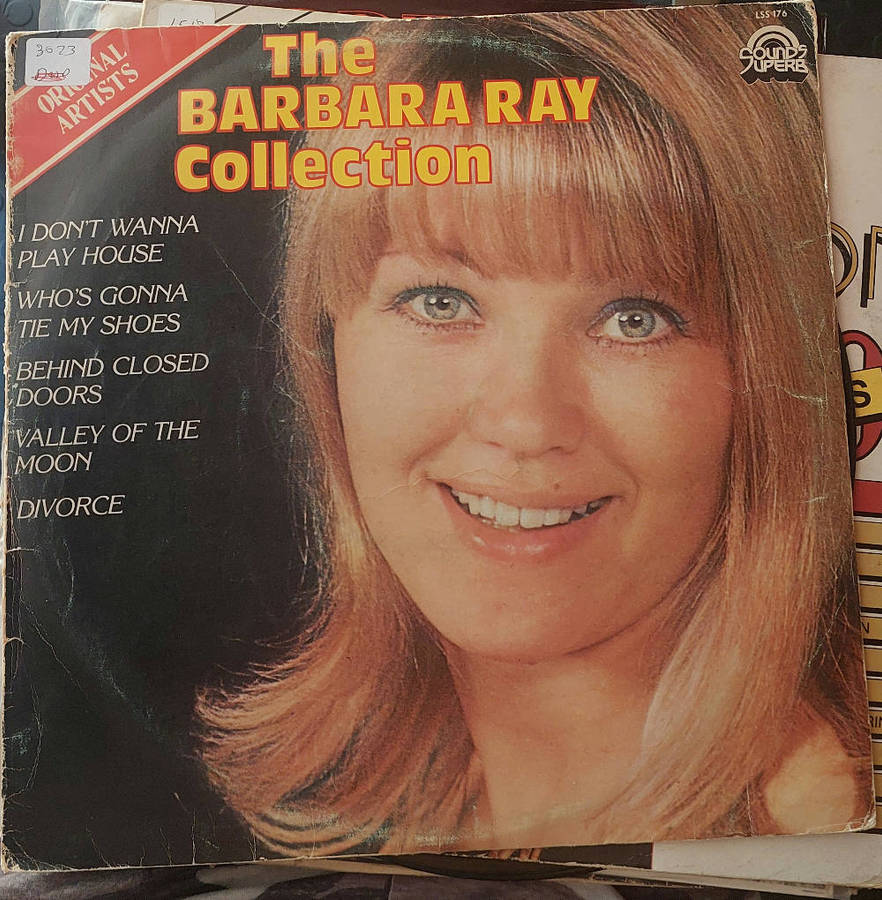 3623
ORIGINAL
ARTISTS
The
BARBARA RAY
Collection
LSS 176
SOUNDS
SUPERB
I DON'T WANNA
PLAY HOUSE
WHO'S GONNA
TIE MY SHOES
BEHIND CLOSED
DOORS
VALLEY OF THE
MOON
DIVORCE
S